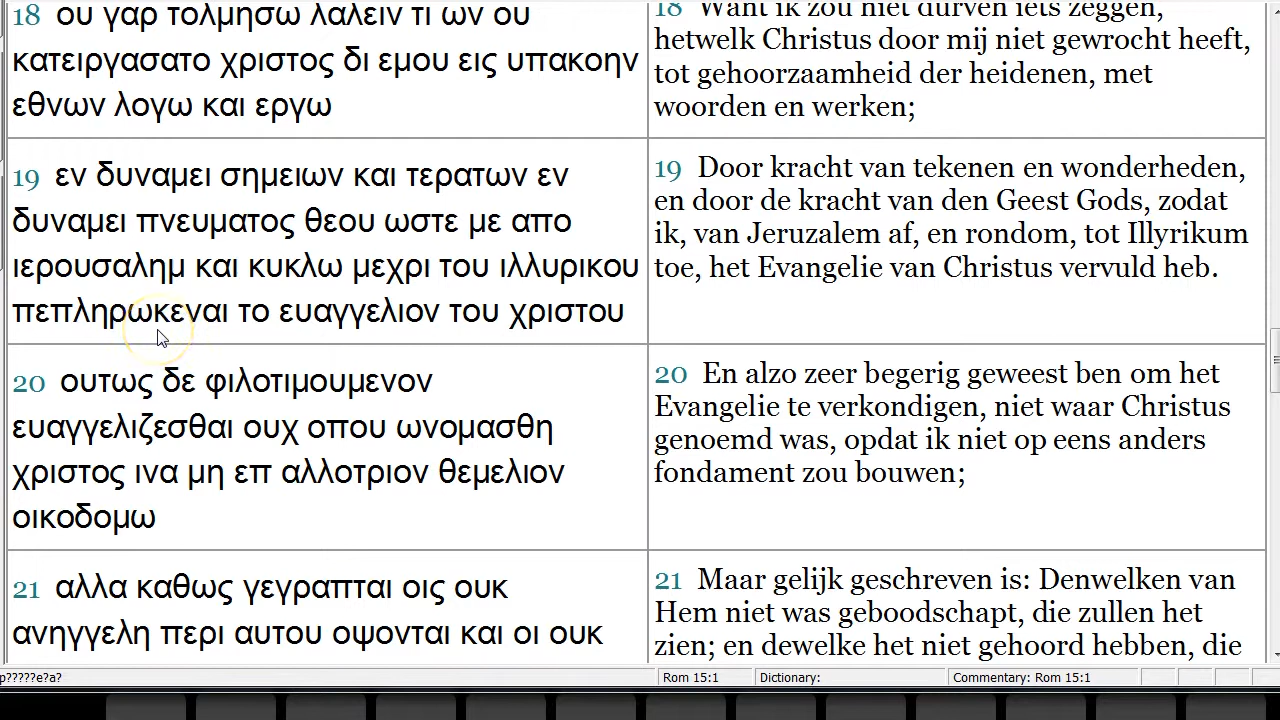 18 ου γαρ τολμησω λαλειν τι ων ου
κατειργασατο χριστος δι εμου εις υπακοην
εθνων λογω και εργω
18 Want ik zou niet durven iets zeggen,
hetwelk Christus door mij niet gewrocht heeft,
tot gehoorzaamheid der heidenen, met
woorden en werken;
19 εν δυναμει σημειων και τερατων εν
δυναμει πνευματος θεου ωστε με απο
ιερουσαλημ και κυκλω μεχρι του ιλλυρικου
πεπληρωκεναι το ευαγγελιον του χριστου
19 Door kracht van tekenen en wonderheden,
en door de kracht van den Geest Gods, zodat
ik, van Jeruzalem af, en rondom, tot Illyrikum
toe, het Evangelie van Christus vervuld heb.
20 ουτως δε φιλοτιμουμενον
ευαγγελιζεσθαι ουχ οπου ωνομασθη
χριστος ινα μη επ αλλοτριον θεμελιον
οικοδομω
20 En alzo zeer begerig geweest ben om het
Evangelie te verkondigen, niet waar Christus
genoemd was, opdat ik niet op eens anders
fondament zou bouwen;
21 αλλα καθως γεγραπται οις ουκ
ανηγγελη περι αυτου οψονται και οι ουκ
21 Maar gelijk geschreven is: Denwelken van
Hem niet was geboodschapt, die zullen het
zien; en dewelke het niet gehoord hebben, die
p?????e?a?
Rom 15:1
Dictionary:
Commentary: Rom 15:1